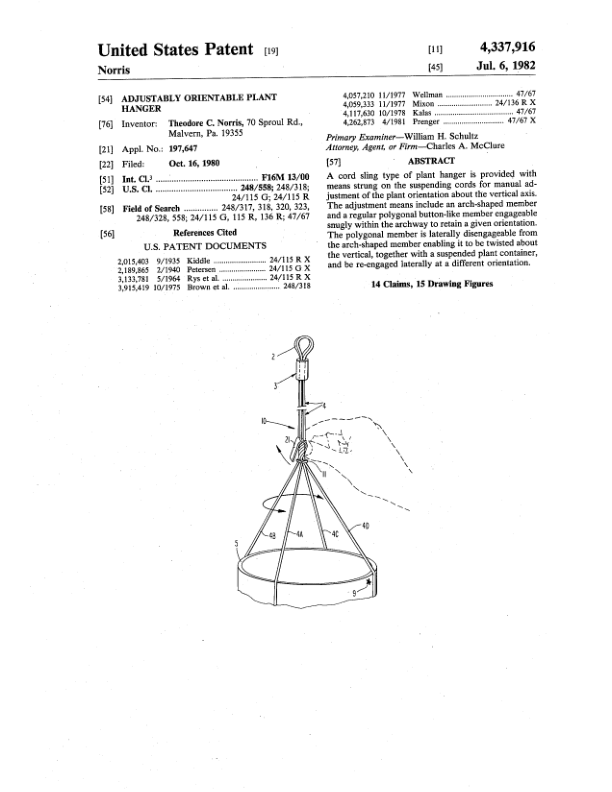 United States Patent [19]
Norris
[11] 4,337,916
[45] Jul. 6, 1982
[54] ADJUSTABLY ORIENTABLE PLANT
HANGER
[76] Inventor: Theodore C. Norris, 70 Sproul Rd.,
Malvern, Pa. 19355
[21] Appl. No.: 197,647
[22] Filed: Oct. 16, 1980
[51] Int. Cl.³ .............................................. F16M 13/00
[52] U.S. Cl. .................................. 248/558; 248/318;
24/115 G; 24/115 R
[58] Field of Search ............... 248/317, 318, 320, 323,
248/328, 558; 24/115 G, 115 R, 136 R; 47/67
[56] References Cited
U.S. PATENT DOCUMENTS
2,015,403 9/1935 Kiddle ........................ 24/115 R X
2,189,865 2/1940 Petersen ..................... 24/115 G X
3,133,781 5/1964 Rys et al. .................... 24/115 R X
3,915,419 10/1975 Brown et al. ..................... 248/318
4,057,210 11/1977 Wellman .............................. 47/67
4,059,333 11/1977 Mixon ........................ 24/136 R X
4,117,630 10/1978 Kalas ................................... 47/67
4,262,873 4/1981 Prenger ............................ 47/67 X
Primary Examiner—William H. Schultz
Attorney, Agent, or Firm—Charles A. McClure
[57] ABSTRACT
A cord sling type of plant hanger is provided with
means strung on the suspending cords for manual ad-
justment of the plant orientation about the vertical axis.
The adjustment means include an arch-shaped member
and a regular polygonal button-like member engageable
snugly within the archway to retain a given orientation.
The polygonal member is laterally disengageable from
the arch-shaped member enabling it to be twisted about
the vertical, together with a suspended plant container,
and be re-engaged laterally at a different orientation.
14 Claims, 15 Drawing Figures
2
3
4
10
21
11
4B
4A
4C
4D
5
9